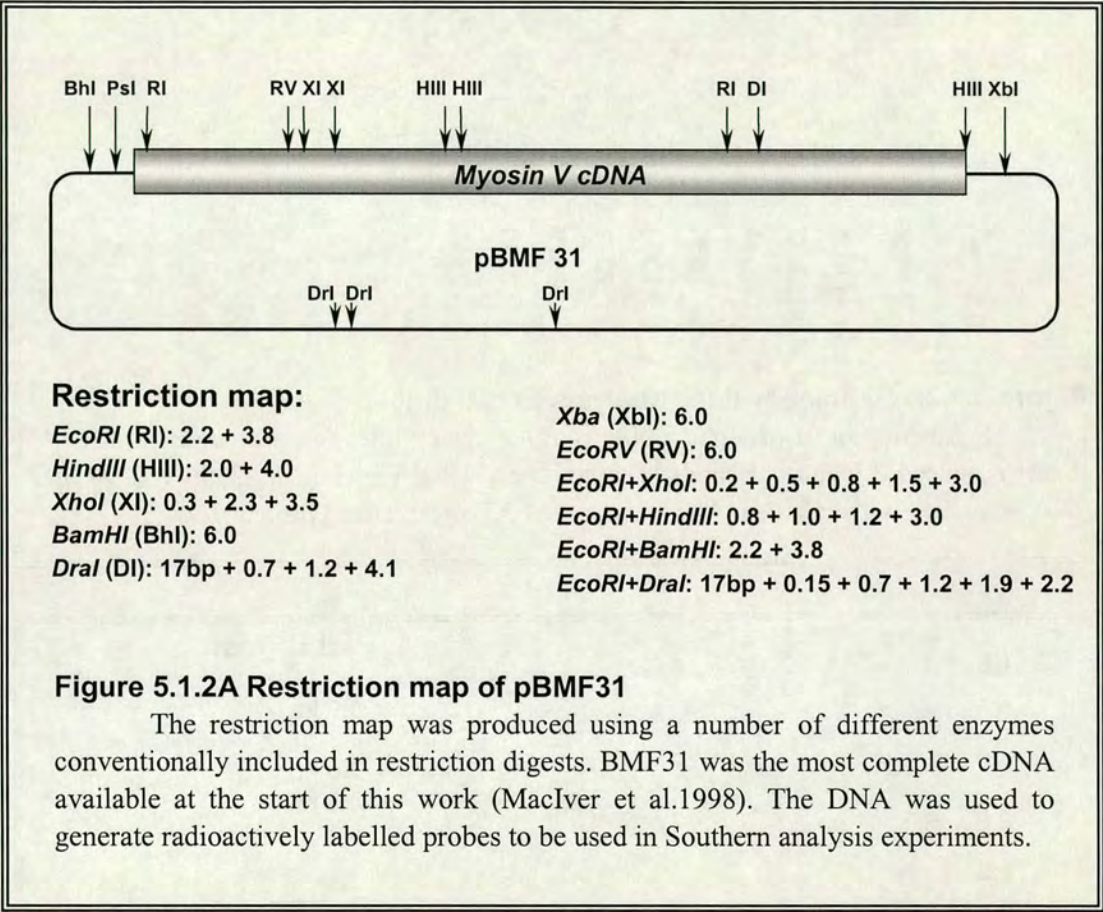 BhI PsI RI RV XI XI HIII HIII RI DI HIII XbI
Myosin V cDNA
pBMF 31
DrI DrI DrI
Restriction map:
EcoRI (RI): 2.2 + 3.8
HindIII (HIII): 2.0 + 4.0
XhoI (XI): 0.3 + 2.3 + 3.5
BamHI (BhI): 6.0
DraI (DI): 17bp + 0.7 + 1.2 + 4.1
Xba (XbI): 6.0
EcoRV (RV): 6.0
EcoRI+XhoI: 0.2 + 0.5 + 0.8 + 1.5 + 3.0
EcoRI+HindIII: 0.8 + 1.0 + 1.2 + 3.0
EcoRI+BamHI: 2.2 + 3.8
EcoRI+DraI: 17bp + 0.15 + 0.7 + 1.2 + 1.9 + 2.2
Figure 5.1.2A Restriction map of pBMF31
The restriction map was produced using a number of different enzymes
conventionally included in restriction digests. BMF31 was the most complete cDNA
available at the start of this work (MacIver et al.1998). The DNA was used to
generate radioactively labelled probes to be used in Southern analysis experiments.